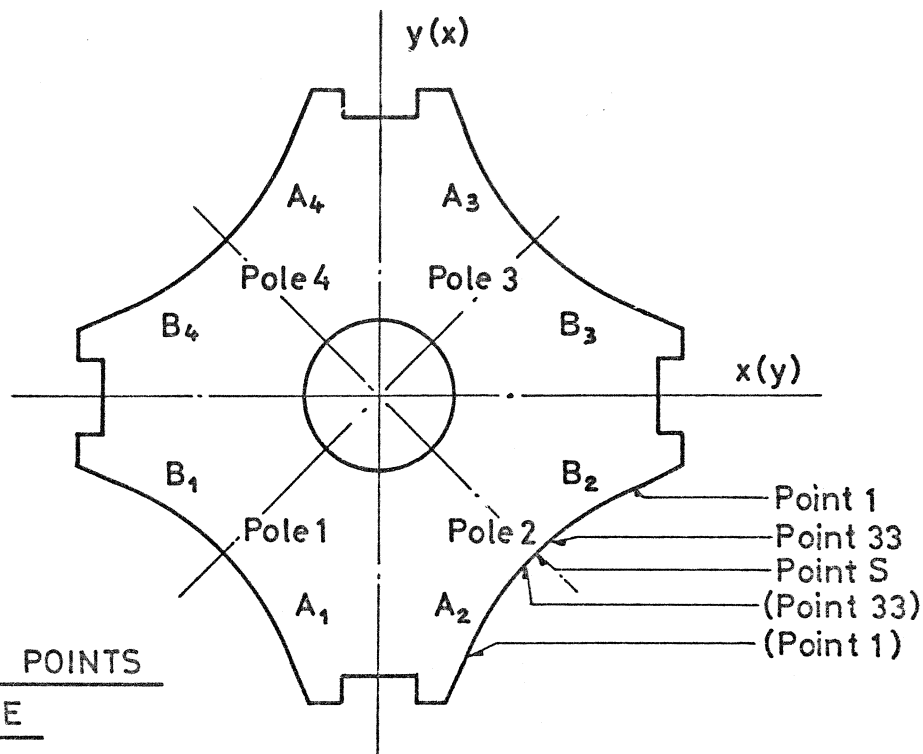 y(x)
A₄
A₃
Pole 4
Pole 3
B₄
B₃
x(y)
B₁
B₂
Point 1
Pole 1
Pole 2
Point 33
Point S
(Point 33)
A₁
A₂
(Point 1)
POINTS
E